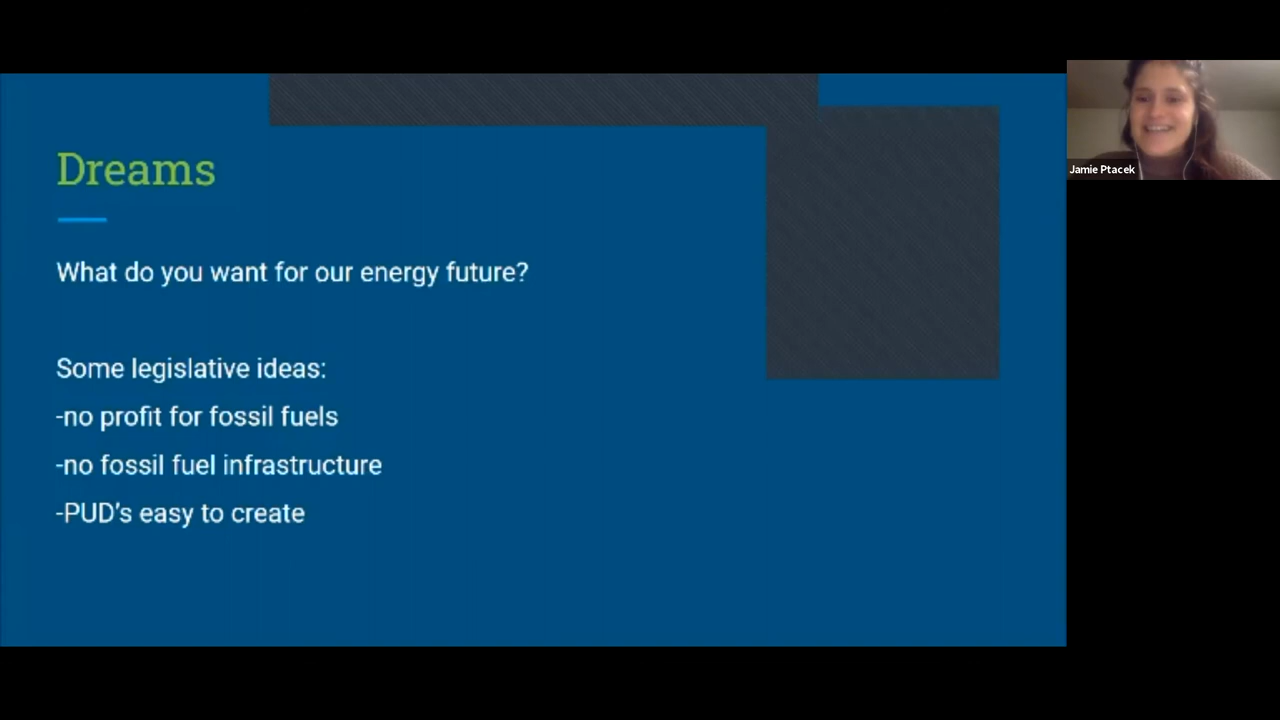 Dreams
What do you want for our energy future?
Some legislative ideas:
-no profit for fossil fuels
-no fossil fuel infrastructure
-PUD's easy to create
Jamie Ptacek